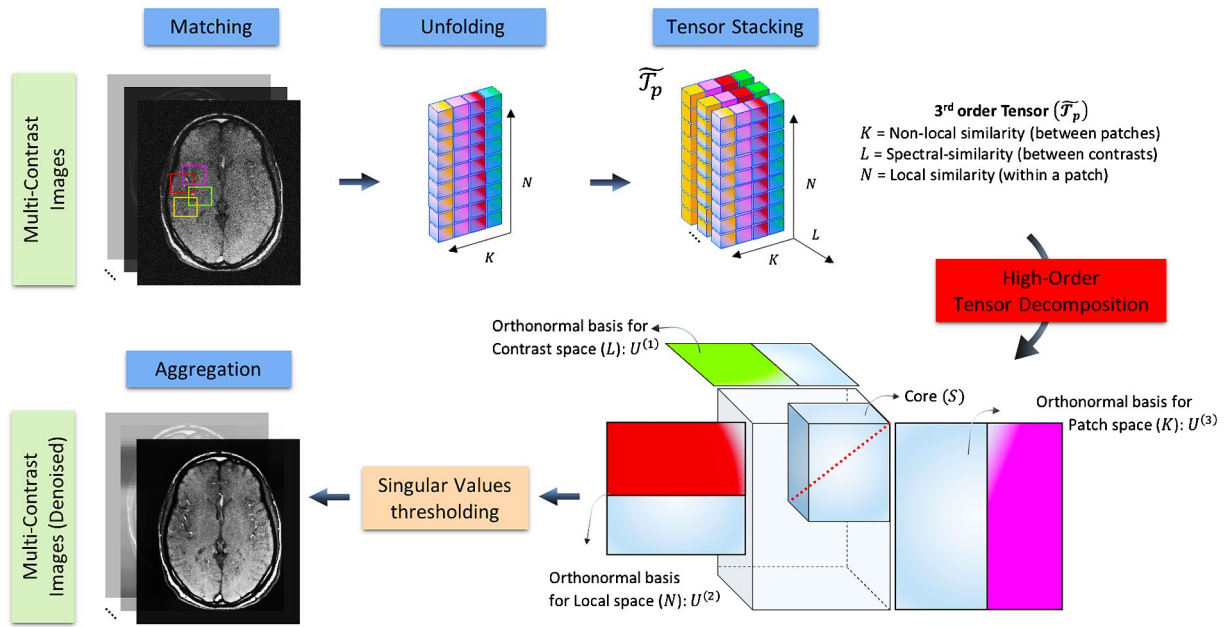 Matching
Unfolding
Tensor Stacking
Multi-Contrast
Images
....
N
K
𝒯̃ₚ
N
L
K
....
3rd order Tensor (𝒯̃ₚ)
K = Non-local similarity (between patches)
L = Spectral-similarity (between contrasts)
N = Local similarity (within a patch)
High-Order
Tensor Decomposition
Orthonormal basis for
Contrast space (L): U⁽¹⁾
Core (S)
Orthonormal basis for
Patch space (K): U⁽³⁾
Orthonormal basis
for Local space (N): U⁽²⁾
Singular Values
thresholding
Aggregation
Multi-Contrast
Images (Denoised)
....